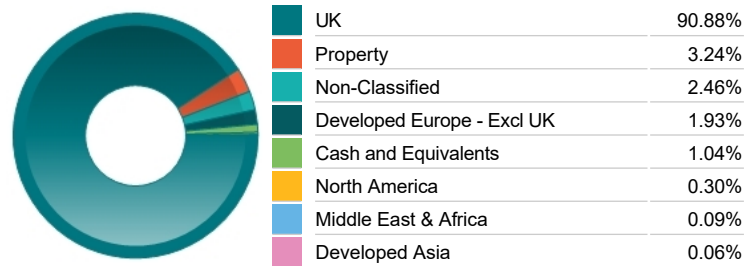 UK 90.88%
Property 3.24%
Non-Classified 2.46%
Developed Europe - Excl UK 1.93%
Cash and Equivalents 1.04%
North America 0.30%
Middle East & Africa 0.09%
Developed Asia 0.06%